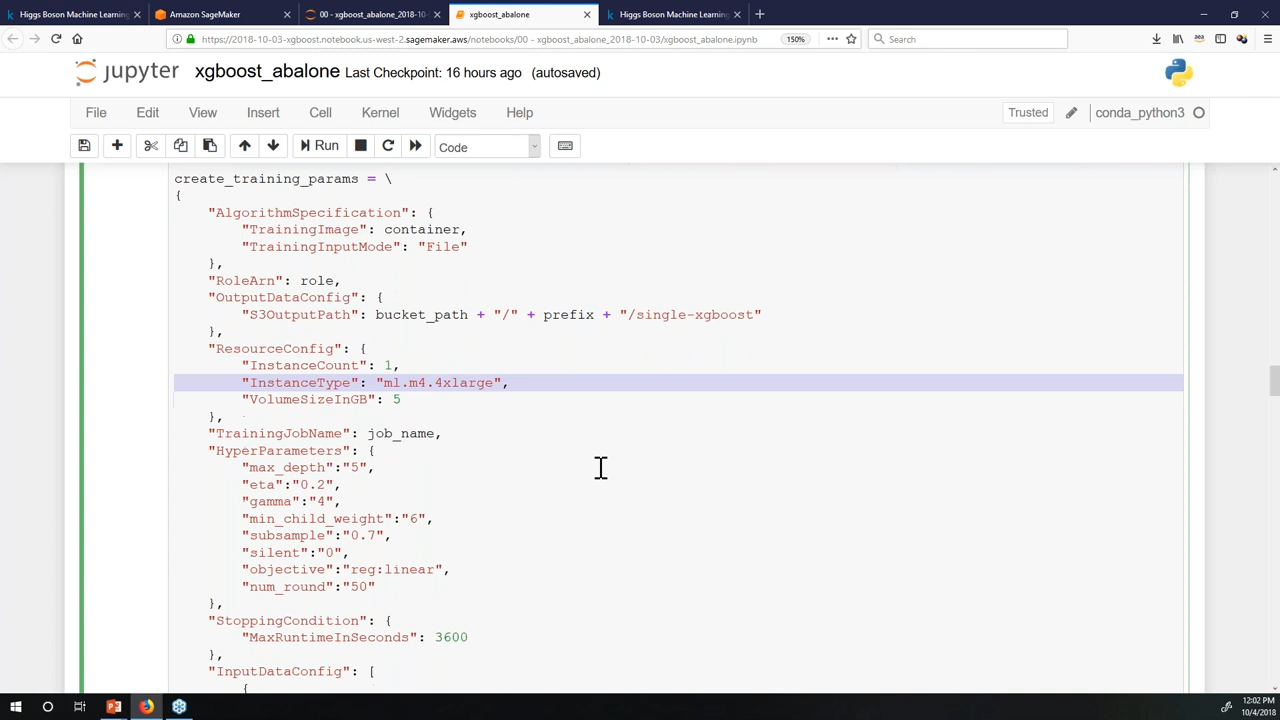 Higgs Boson Machine Learning
Amazon SageMaker
00 - xgboost_abalone_2018-10-
xgboost_abalone
Higgs Boson Machine Learning
https://2018-10-03-xgboost.notebook.us-west-2.sagemaker.aws/notebooks/00 - xgboost_abalone_2018-10-03/xgboost_abalone.ipynb
150%
Search
jupyter xgboost_abalone Last Checkpoint: 16 hours ago (autosaved)
File Edit View Insert Cell Kernel Widgets Help
Trusted conda_python3
Run Code
create_training_params = \
{
"AlgorithmSpecification": {
"TrainingImage": container,
"TrainingInputMode": "File"
},
"RoleArn": role,
"OutputDataConfig": {
"S3OutputPath": bucket_path + "/" + prefix + "/single-xgboost"
},
"ResourceConfig": {
"InstanceCount": 1,
"InstanceType": "ml.m4.4xlarge",
"VolumeSizeInGB": 5
},
"TrainingJobName": job_name,
"HyperParameters": {
"max_depth":"5",
"eta":"0.2",
"gamma":"4",
"min_child_weight":"6",
"subsample":"0.7",
"silent":"0",
"objective":"reg:linear",
"num_round":"50"
},
"StoppingCondition": {
"MaxRuntimeInSeconds": 3600
},
"InputDataConfig": [
{
12:02 PM
10/4/2018